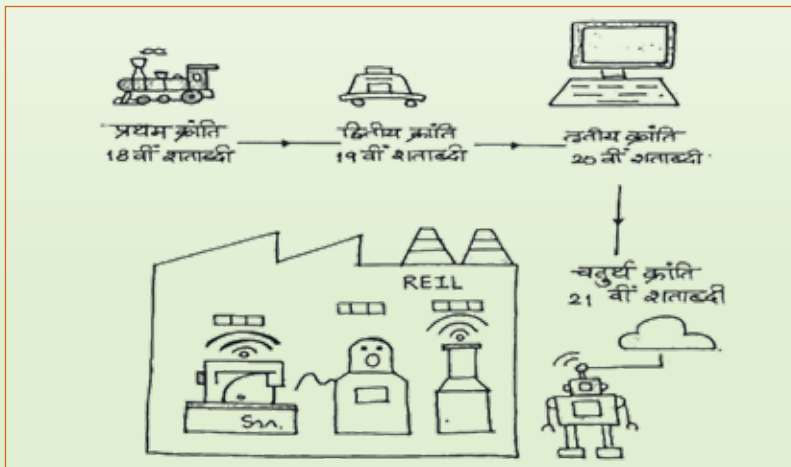 प्रथम क्रांति
18 वीं शताब्दी
द्वितीय क्रांति
19 वीं शताब्दी
तृतीय क्रांति
20 वीं शताब्दी
चतुर्थ क्रांति
21 वीं शताब्दी
REIL